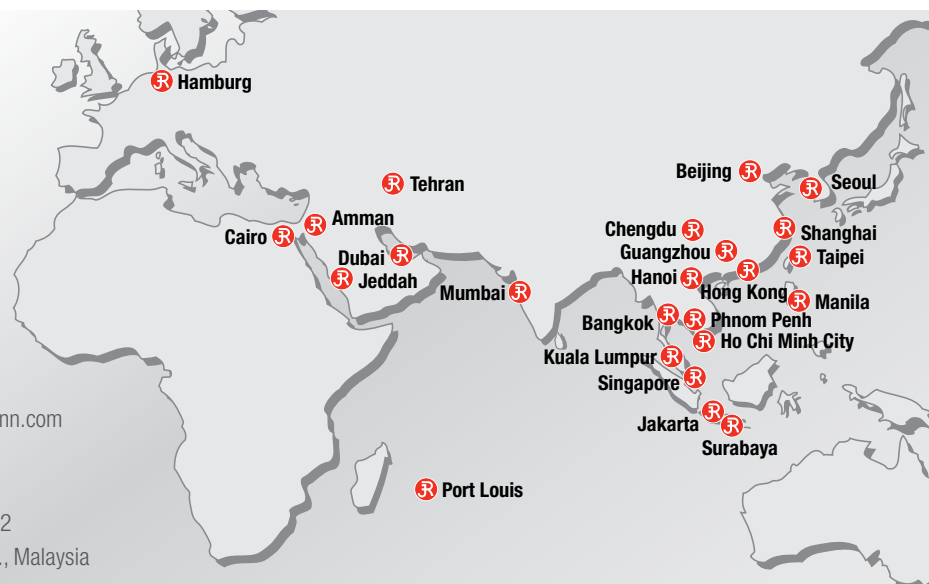 Hamburg
Beijing
Seoul
Tehran
Amman
Cairo
Chengdu
Shanghai
Guangzhou
Taipei
Dubai
Jeddah
Hanoi
Hong Kong
Mumbai
Manila
Bangkok
Phnom Penh
Ho Chi Minh City
Kuala Lumpur
Singapore
Jakarta
Surabaya
nn.com
Port Louis
2
., Malaysia